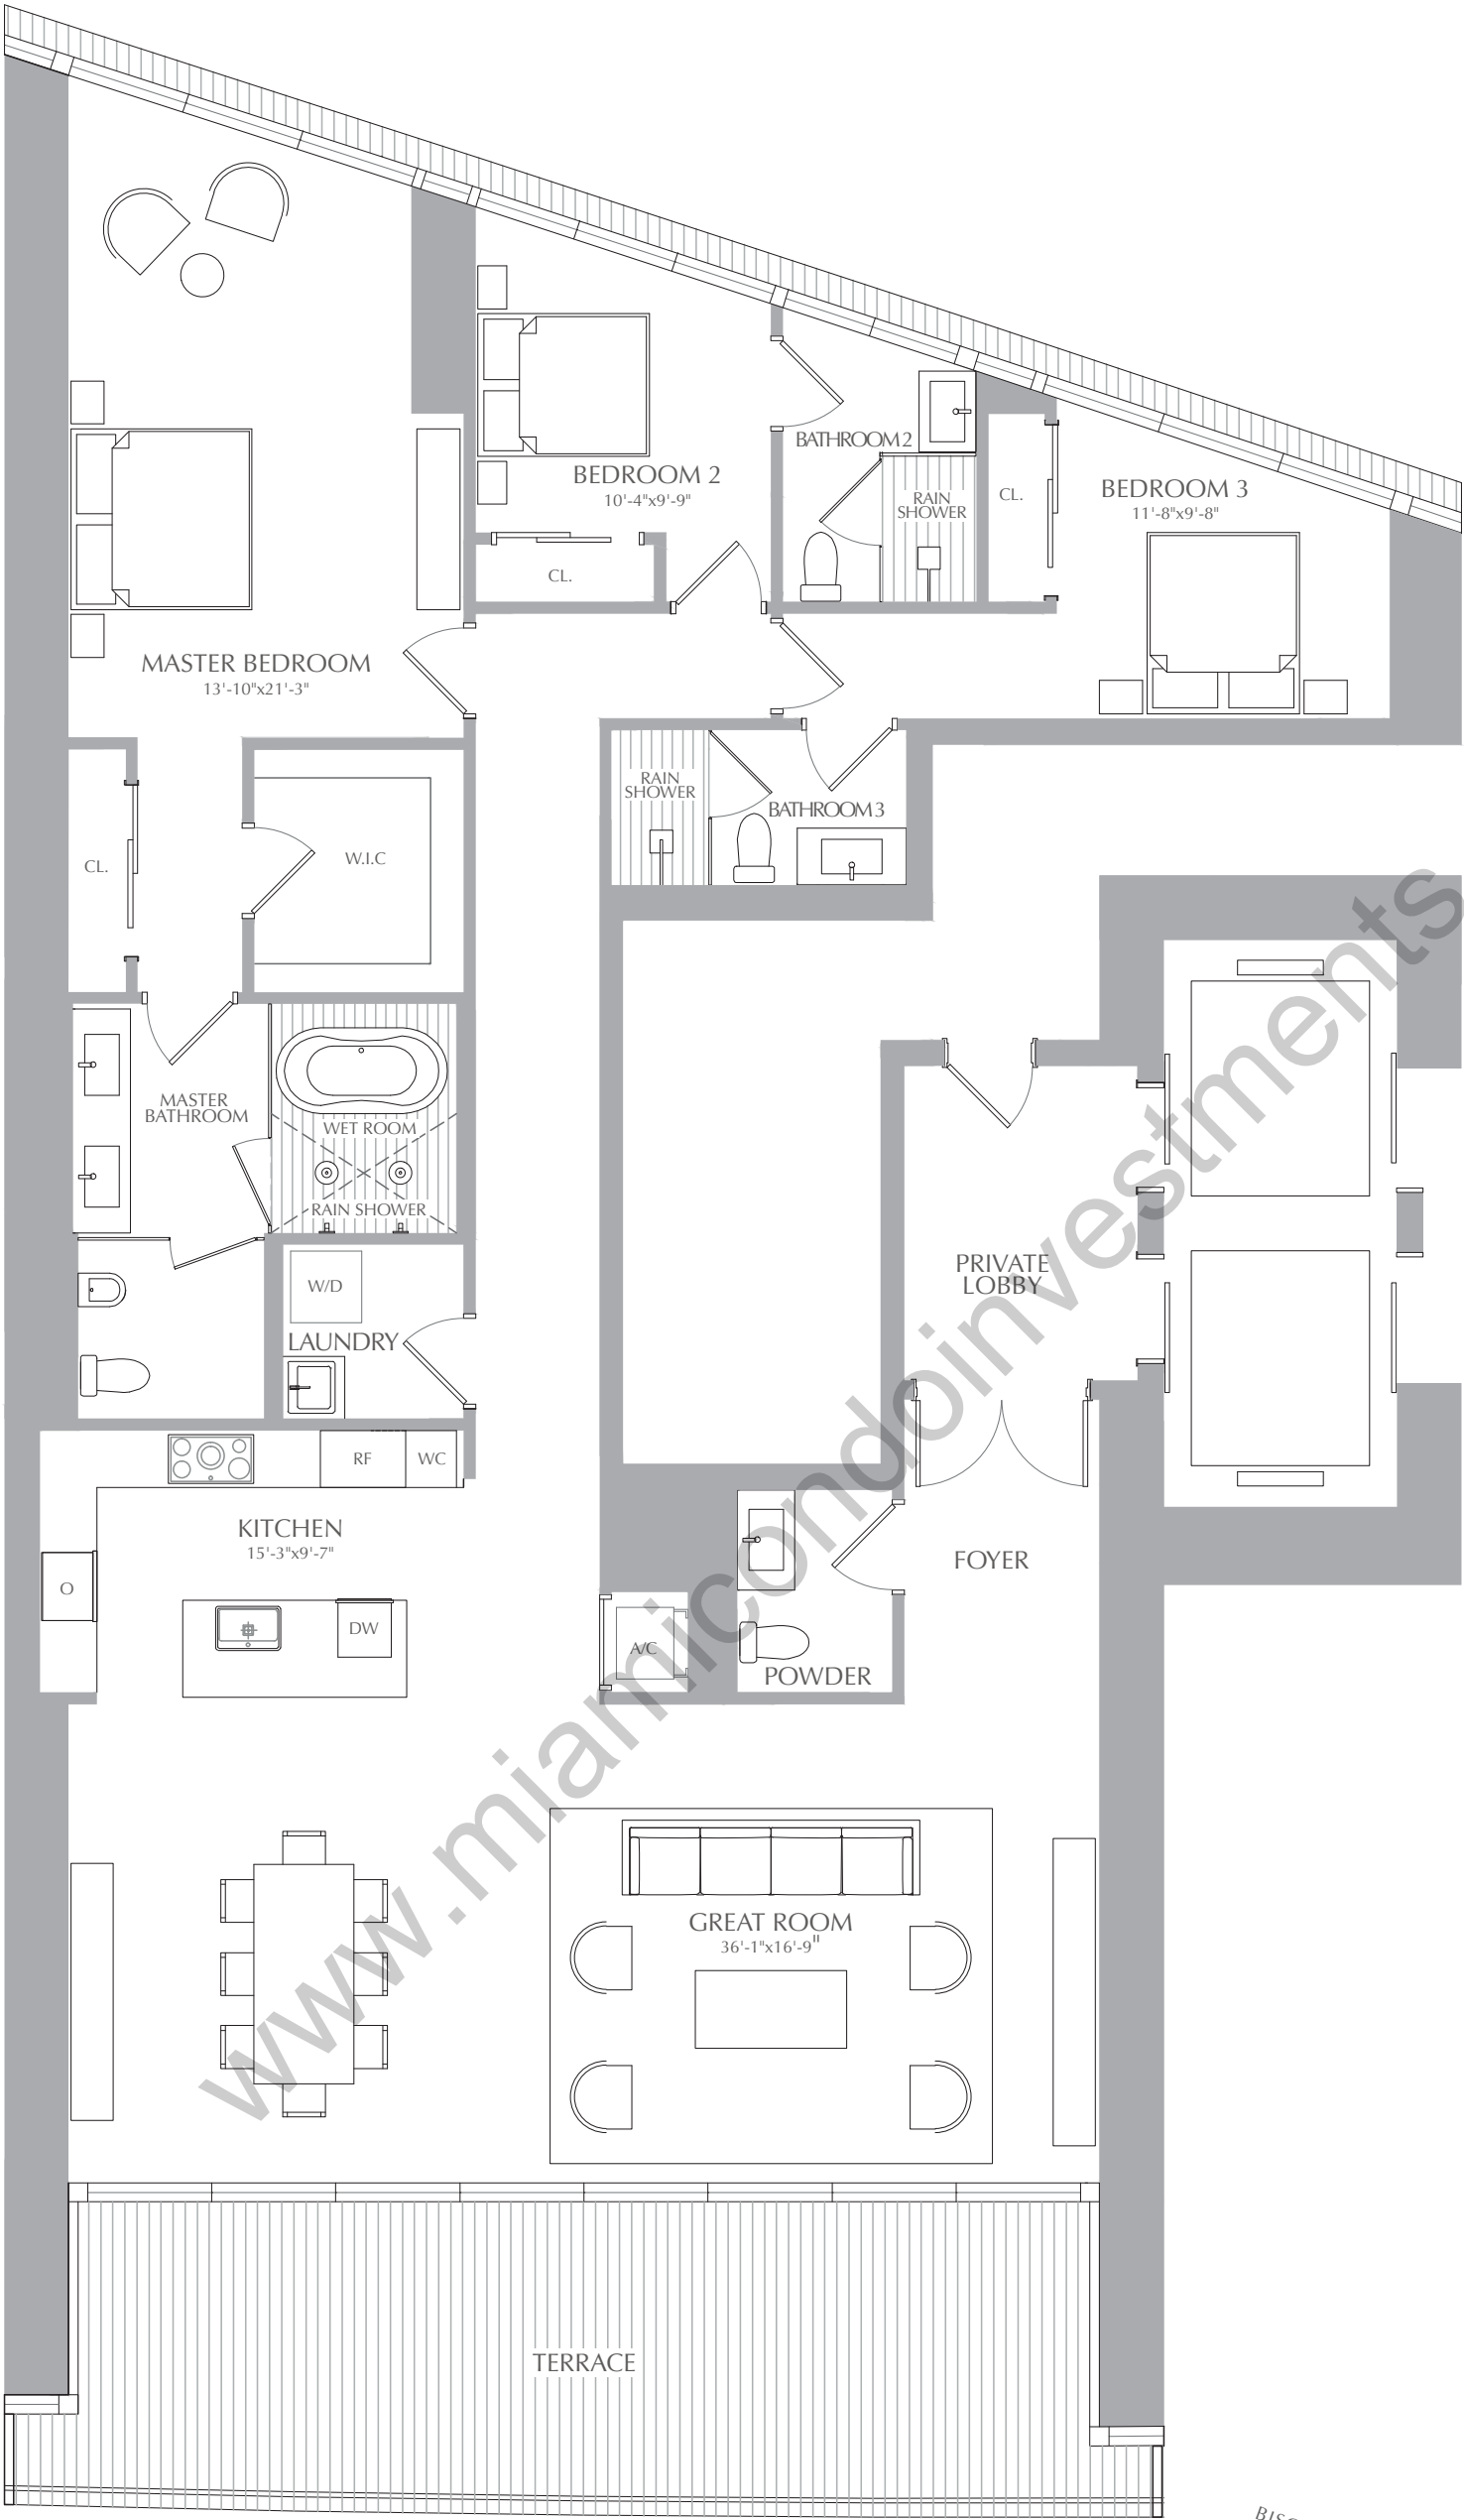 BATHROOM 2
BEDROOM 2
10'-4"x9'-9"
RAIN
SHOWER
CL.
BEDROOM 3
11'-8"x9'-8"
CL.
MASTER BEDROOM
13'-10"x21'-3"
RAIN
SHOWER
BATHROOM 3
CL.
W.I.C
MASTER
BATHROOM
WET ROOM
RAIN SHOWER
PRIVATE
LOBBY
W/D
LAUNDRY
RF
WC
KITCHEN
15'-3"x9'-7"
FOYER
O
DW
A/C
POWDER
GREAT ROOM
36'-1"x16'-9"
TERRACE
www.miamicondoinvestments